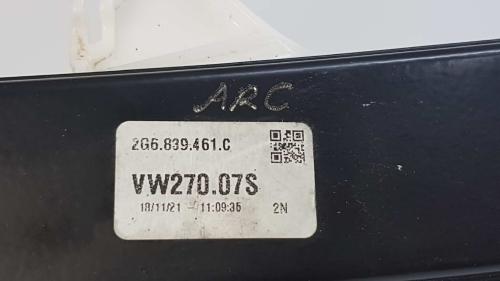 ARC
2G6.839.461.C
VW270.07S
18/11/21 - 11:09:35 2N